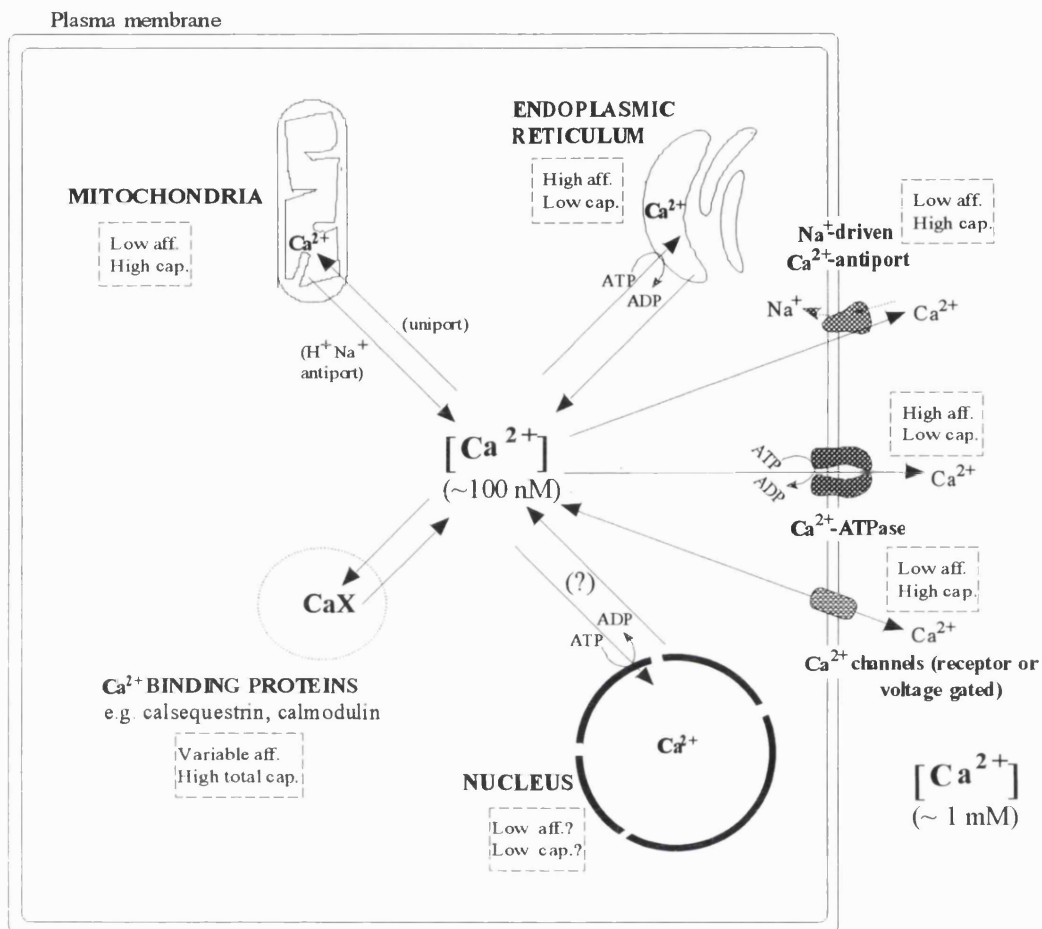 Plasma membrane
ENDOPLASMIC
RETICULUM
High aff.
Low cap.
Ca²⁺
ATP
ADP
MITOCHONDRIA
Low aff.
High cap.
Ca²⁺
(uniport)
(H⁺ Na⁺
antiport)
Low aff.
High cap.
Na⁺-driven
Ca²⁺-antiport
Na⁺
Ca²⁺
[Ca²⁺]
(~100 nM)
High aff.
Low cap.
ATP
ADP
Ca²⁺
Ca²⁺-ATPase
Low aff.
High cap.
Ca²⁺
Ca²⁺ channels (receptor or
voltage gated)
CaX
Ca²⁺ BINDING PROTEINS
e.g. calsequestrin, calmodulin
Variable aff.
High total cap.
(?)
ADP
ATP
Ca²⁺
NUCLEUS
Low aff.?
Low cap.?
[Ca²⁺]
(~ 1 mM)